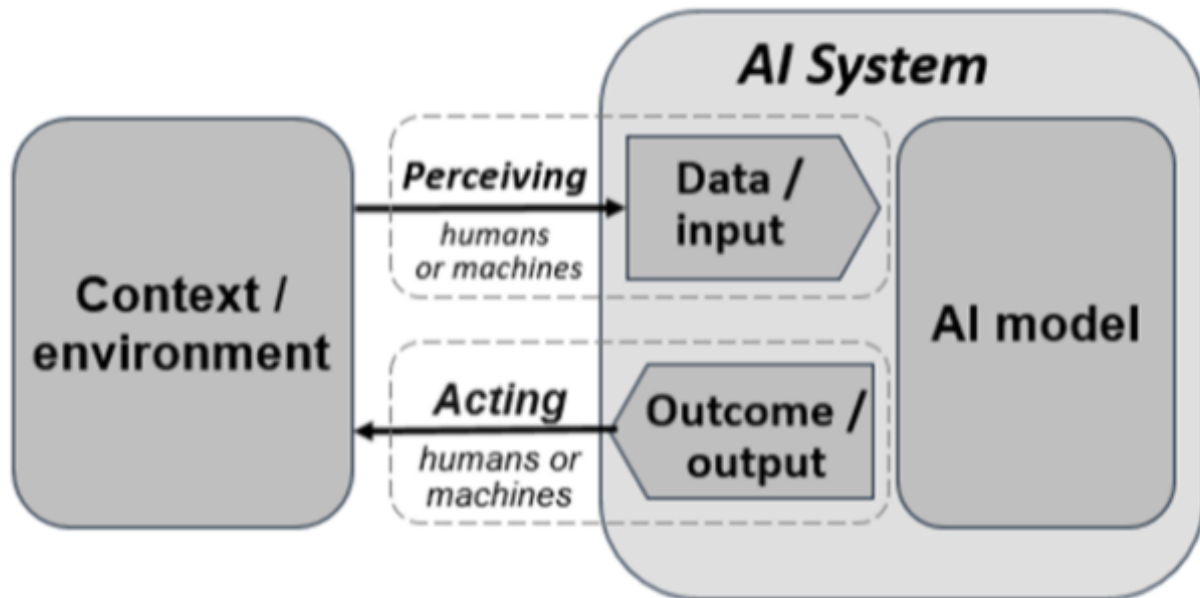 AI System
Context /
environment
Perceiving
humans
or machines
Data /
input
Acting
humans or
machines
Outcome /
output
AI model